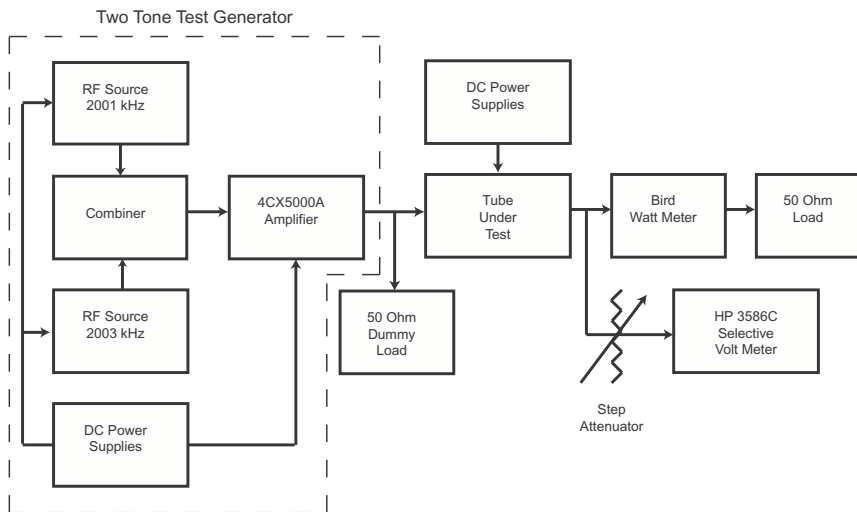 Two Tone Test Generator
RF Source
2001 kHz
DC Power
Supplies
Combiner
4CX5000A
Amplifier
Tube
Under
Test
Bird
Watt Meter
50 Ohm
Load
RF Source
2003 kHz
50 Ohm
Dummy
Load
HP 3586C
Selective
Volt Meter
Step
Attenuator
DC Power
Supplies